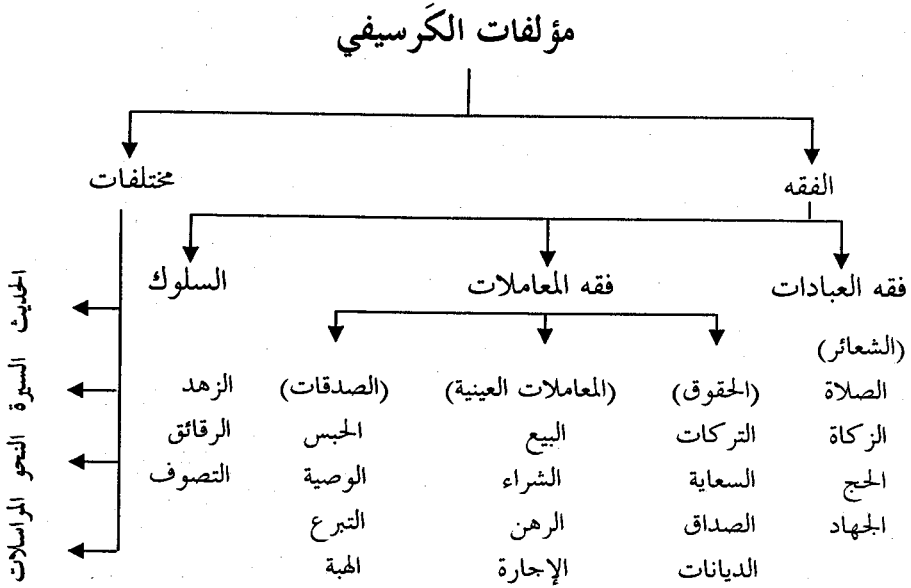 مؤلفات الكَرسيفي
الفقه
مختلفات
فقه العبادات
فقه المعاملات
السلوك
(الشعائر)
الصلاة
الزكاة
الحج
الجهاد
(الحقوق)
التركات
السعاية
الصداق
الديانات
(المعاملات العينية)
البيع
الشراء
الرهن
الإجارة
(الصدقات)
الحبس
الوصية
التبرع
الهبة
الزهد
الرقائق
التصوف
الحديث
السيرة
النحو
المراسلات